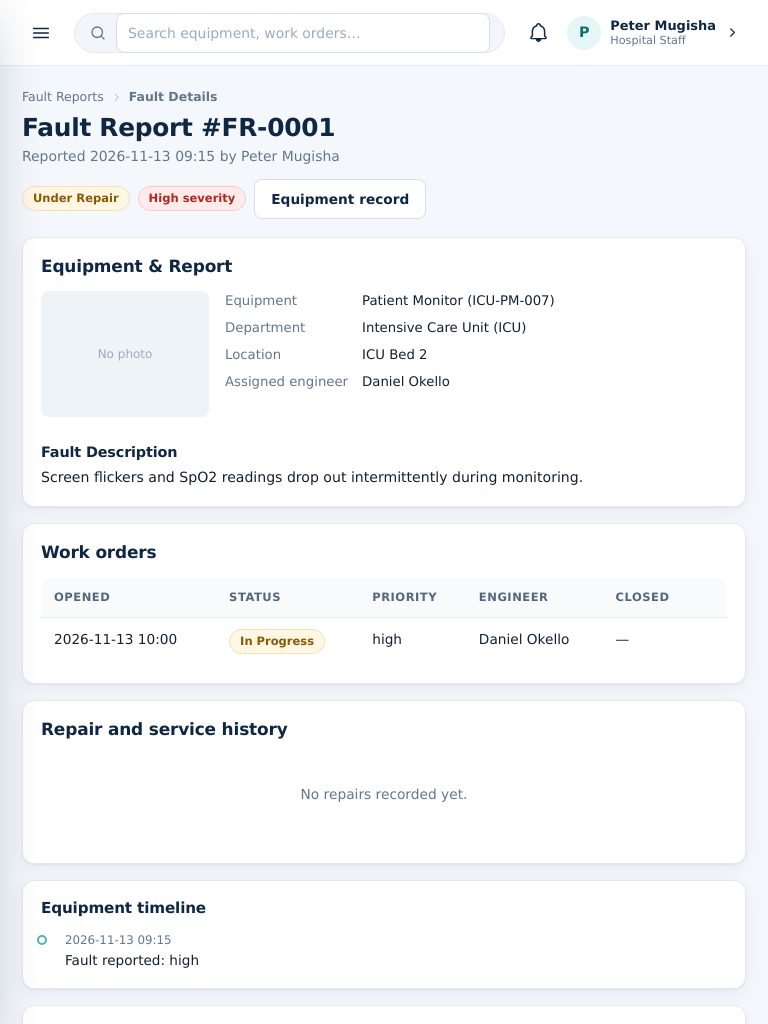 Search equipment, work orders...
P
Peter Mugisha
Hospital Staff
Fault Reports > Fault Details
Fault Report #FR-0001
Reported 2026-11-13 09:15 by Peter Mugisha
Under Repair
High severity
Equipment record
Equipment & Report
No photo
Equipment Patient Monitor (ICU-PM-007)
Department Intensive Care Unit (ICU)
Location ICU Bed 2
Assigned engineer Daniel Okello
Fault Description
Screen flickers and SpO2 readings drop out intermittently during monitoring.
Work orders
OPENED STATUS PRIORITY ENGINEER CLOSED
2026-11-13 10:00 In Progress high Daniel Okello —
Repair and service history
No repairs recorded yet.
Equipment timeline
2026-11-13 09:15
Fault reported: high